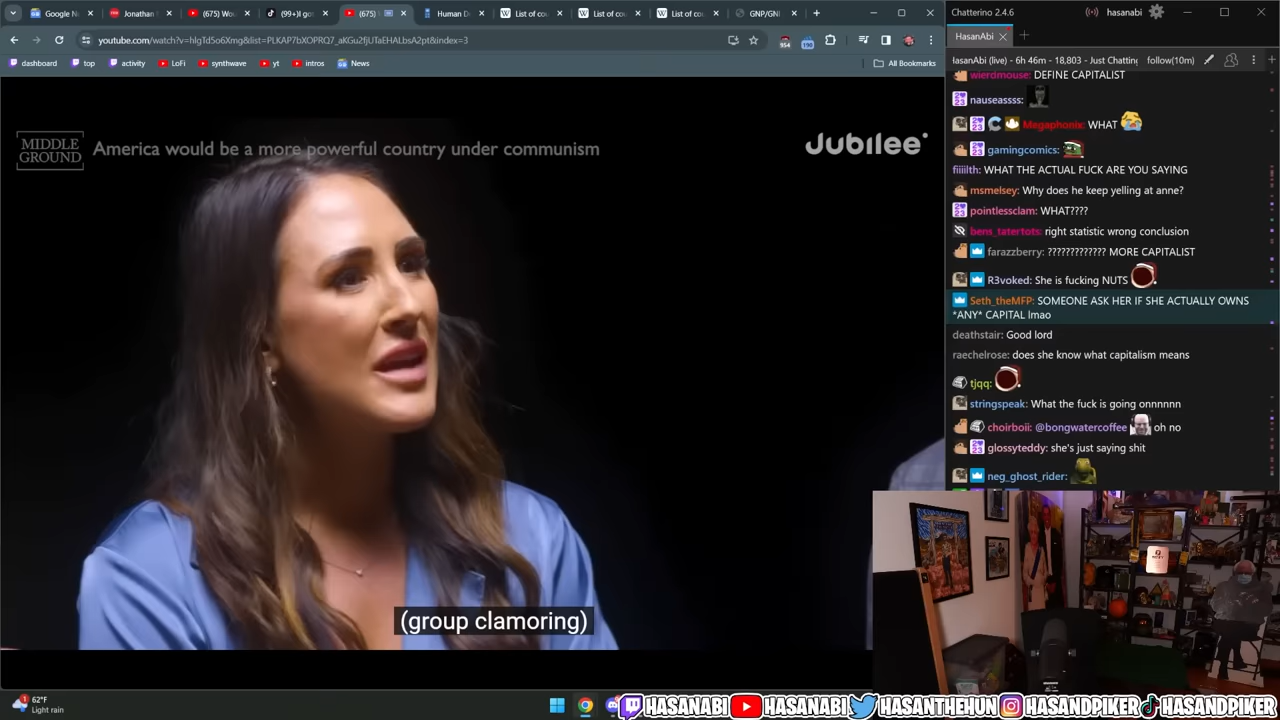 Google N
Jonathan
(675) Wo
(99+)
(675)
Human D
List of co
List of co
List of co
GNP/GNI
youtube.com/watch?v=hIgTd5o6Xmg&list=PLKAP7bXOPRQ7_aKGu2fjUTaEHALbsA2pt&index=3
954
198
dashboard
top
activity
LoFi
synthwave
yt
intros
News
All Bookmarks
MIDDLE
GROUND
America would be a more powerful country under communism
Jubilee
(group clamoring)
Chatterino 2.4.6
hasanabi
HasanAbi
HasanAbi (live) - 6h 46m - 18,803 - Just Chatting
follow(10m)
wierdmouse: DEFINE CAPITALIST
nauseassss:
Megaphonix: WHAT
gamingcomics:
fiiiilth: WHAT THE ACTUAL FUCK ARE YOU SAYING
msmelsey: Why does he keep yelling at anne?
pointlessclam: WHAT????
bens_tatertots: right statistic wrong conclusion
farazzberry: ???????????? MORE CAPITALIST
R3voked: She is fucking NUTS
Seth_theMFP: SOMEONE ASK HER IF SHE ACTUALLY OWNS
*ANY* CAPITAL lmao
deathstair: Good lord
raechelrose: does she know what capitalism means
tjqq:
stringspeak: What the fuck is going onnnnnn
choirboii: @bongwatercoffee oh no
glossyteddy: she's just saying shit
neg_ghost_rider:
62°F
Light rain
HASANABI
HASANABI
HASANTHEHUN
HASANDPIKER
HASANDPIKER